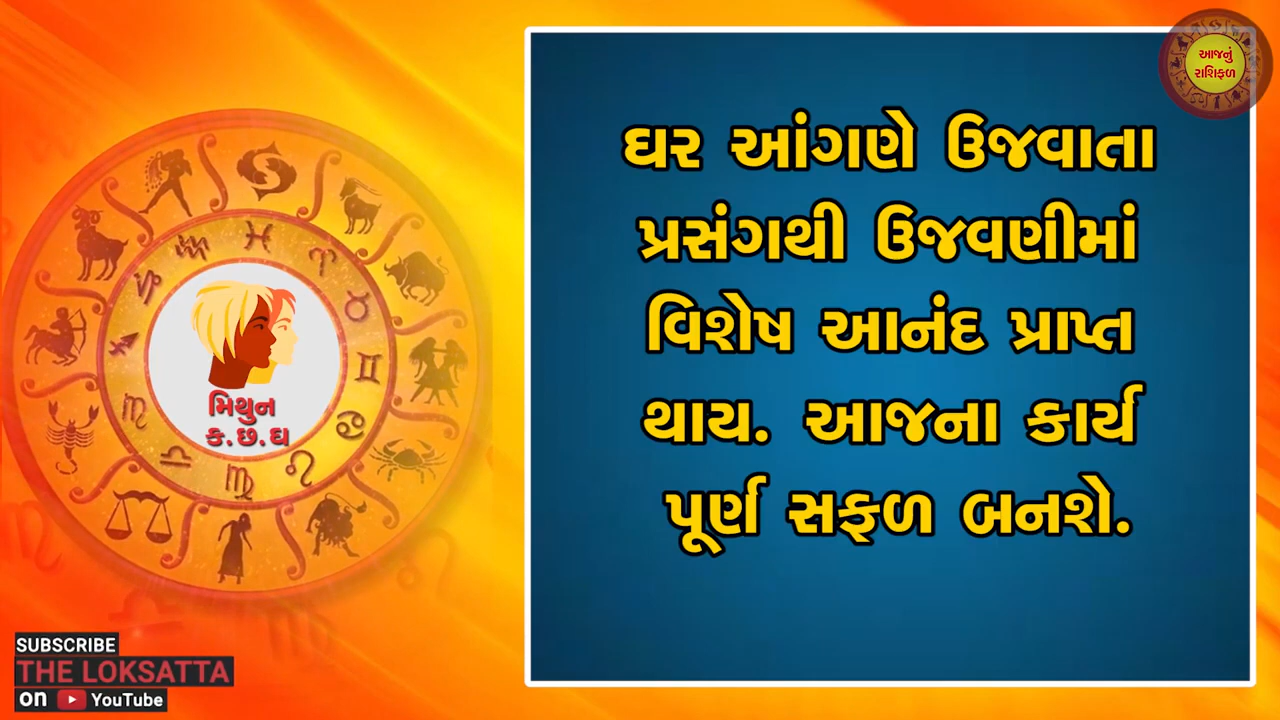 આજનું
રાશિફળ
ઘર આંગણે ઉજવાતા
પ્રસંગથી ઉજવણીમાં
વિશેષ આનંદ પ્રાપ્ત
થાય. આજના કાર્ય
પૂર્ણ સફળ બનશે.
મિથુન
ક.છ.ઘ
SUBSCRIBE
THE LOKSATTA
on YouTube